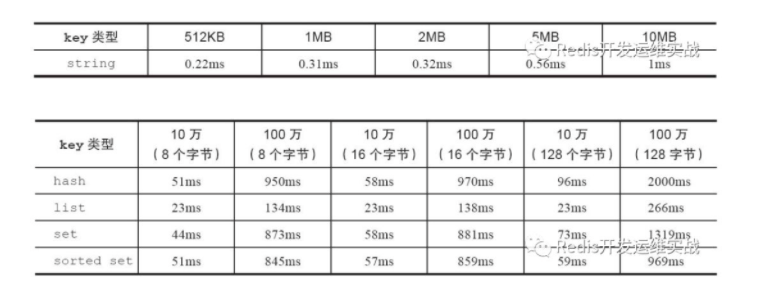 key 类型 512KB 1MB 2MB 5MB 10MB
Redis开发运维实战
string 0.22ms 0.31ms 0.32ms 0.56ms 1ms
key 类型 10 万 100 万 10 万 100 万 10 万 100 万
(8 个字节) (8 个字节) (16 个字节) (16 个字节) (128 个字节) (128 字节)
hash 51ms 950ms 58ms 970ms 96ms 2000ms
list 23ms 134ms 23ms 138ms 23ms 266ms
set 44ms 873ms 58ms 881ms 73ms 1319ms
Redis开发运维实战
sorted set 51ms 845ms 57ms 859ms 59ms 969ms